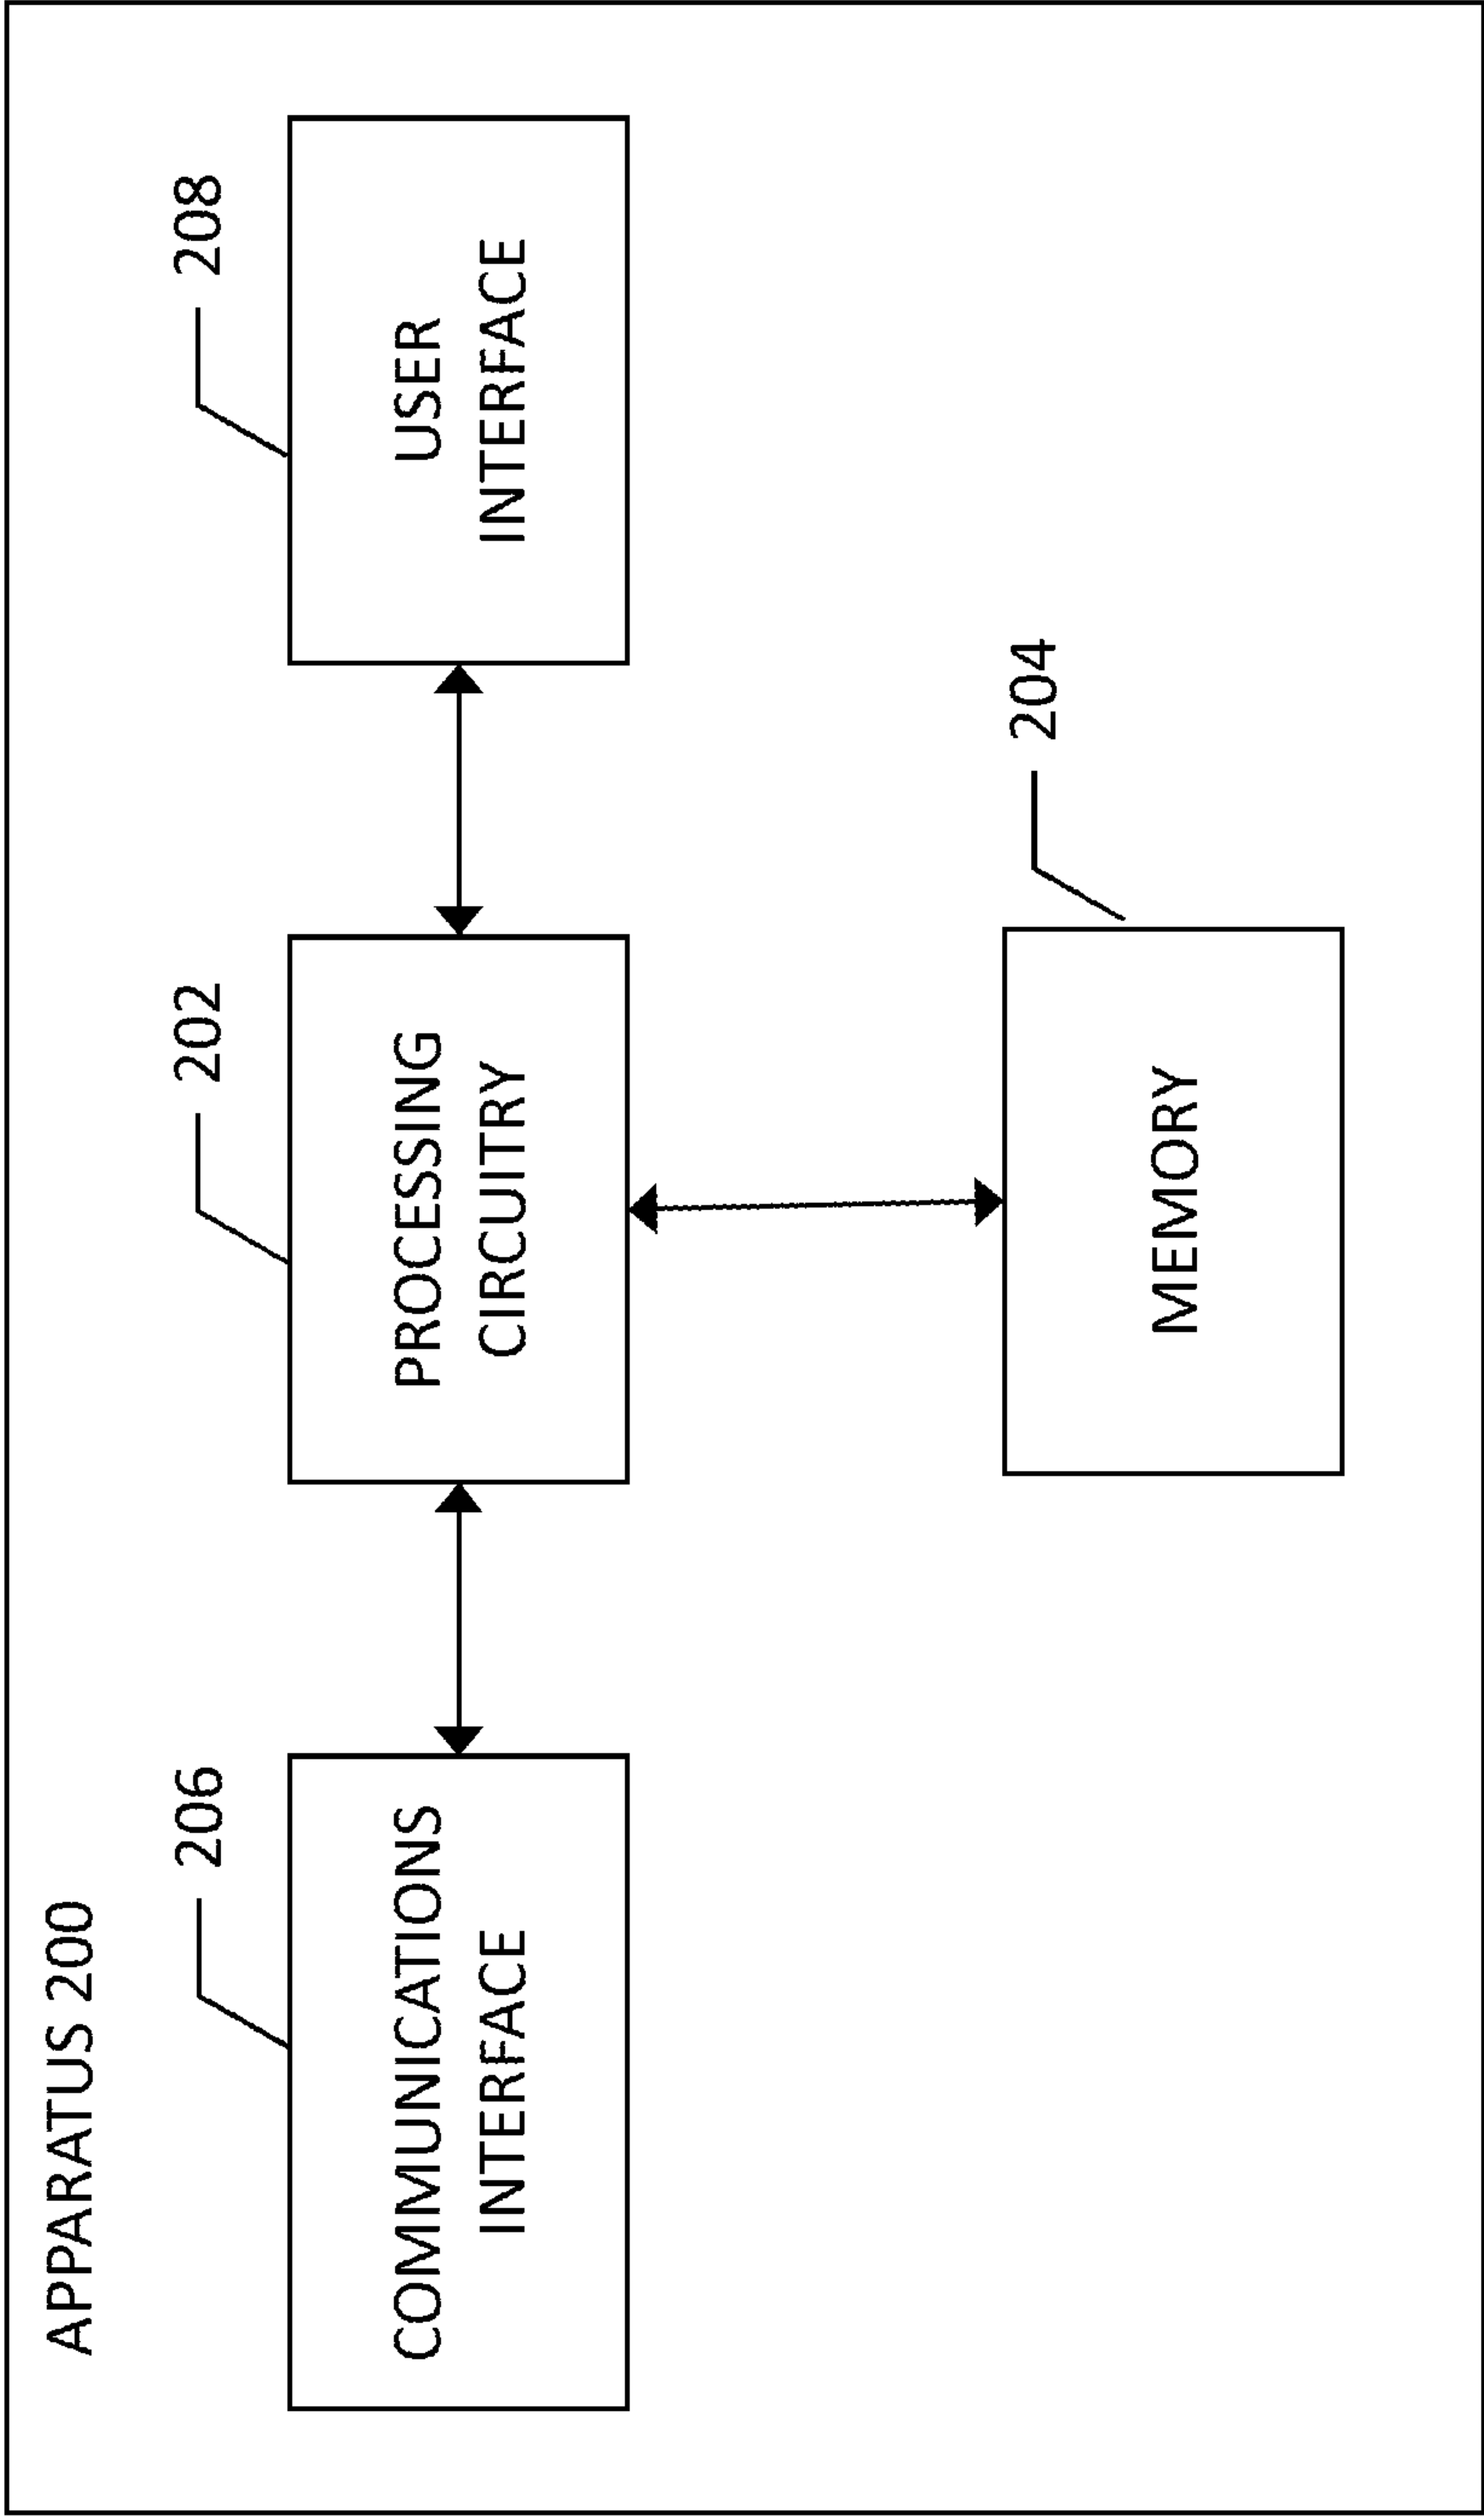 APPARATUS 200
206
202
208
COMMUNICATIONS
INTERFACE
PROCESSING
CIRCUITRY
USER
INTERFACE
204
MEMORY